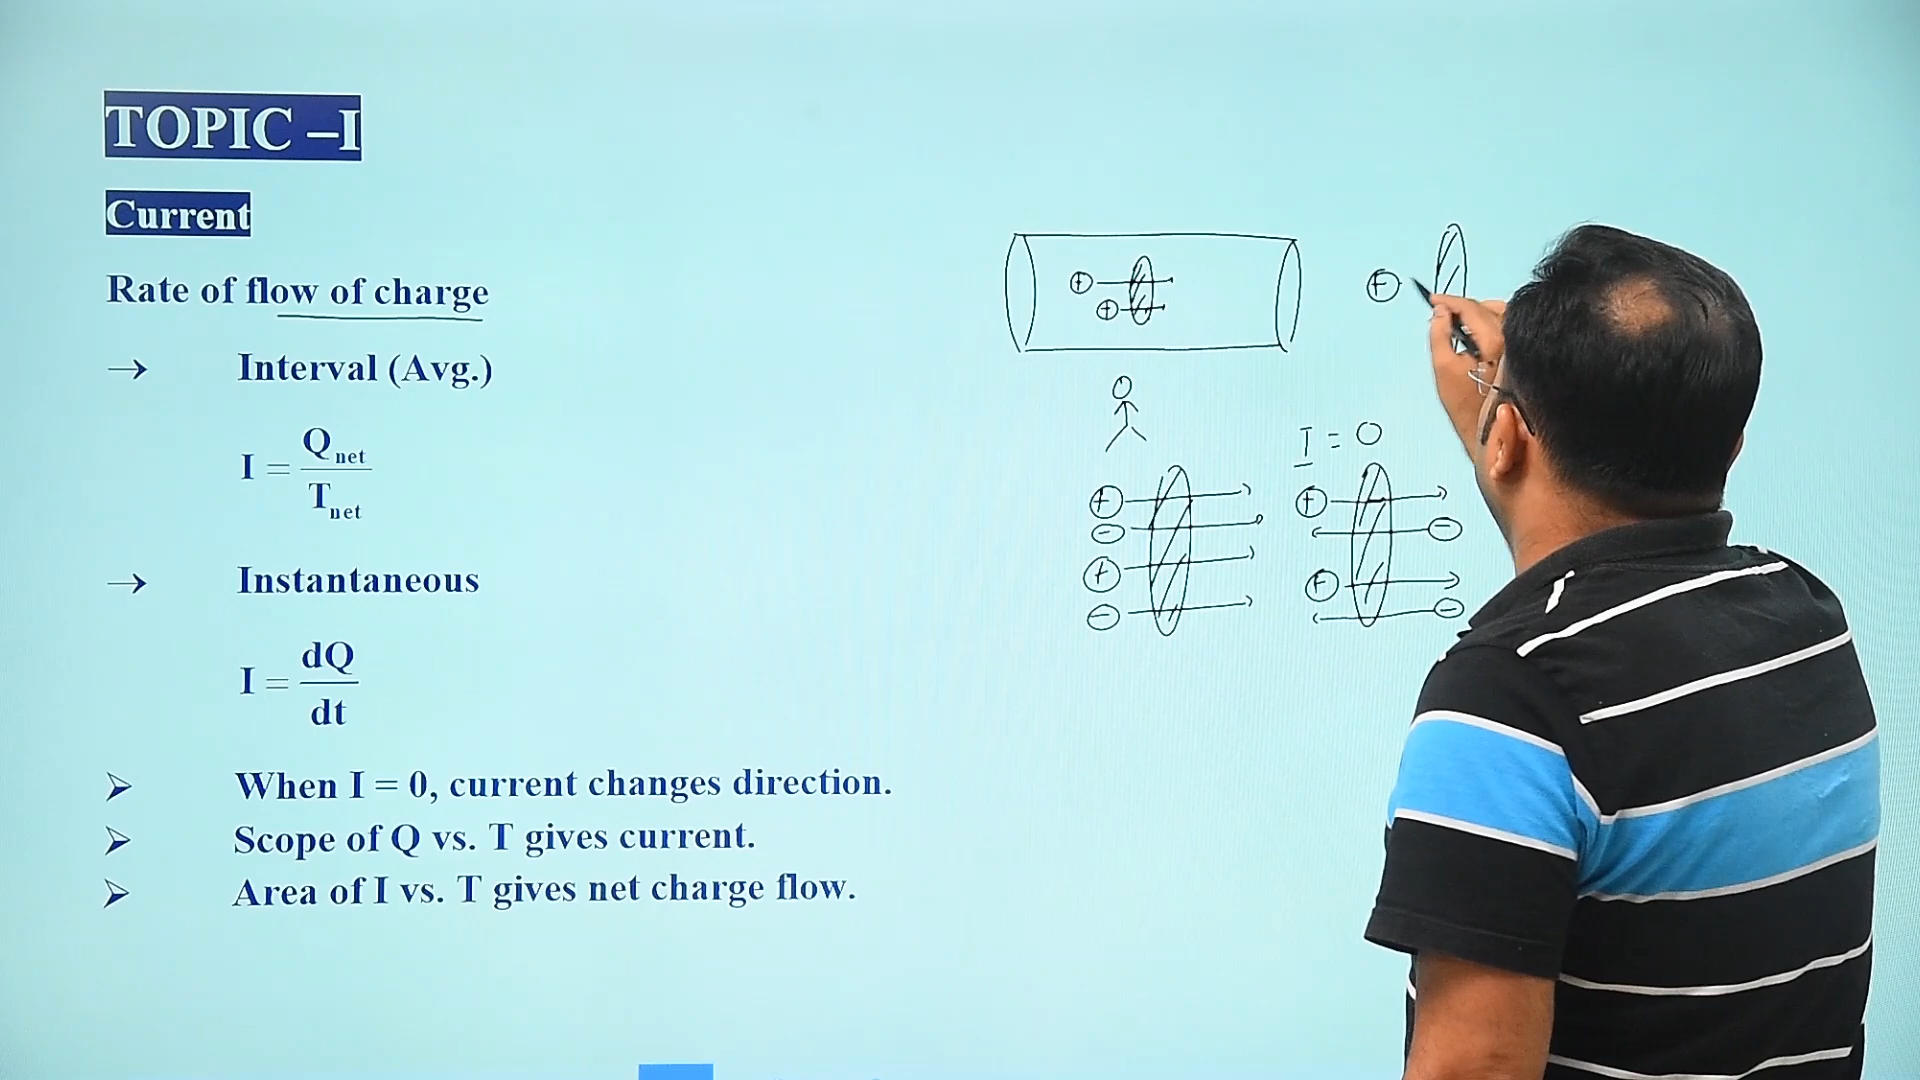 TOPIC –I
Current
Rate of flow of charge
→ Interval (Avg.)
I = Qnet / Tnet
→ Instantaneous
I = dQ / dt
➢ When I = 0, current changes direction.
➢ Scope of Q vs. T gives current.
➢ Area of I vs. T gives net charge flow.
+
+
+
I = 0
+
−
+
−
+
−
+
−